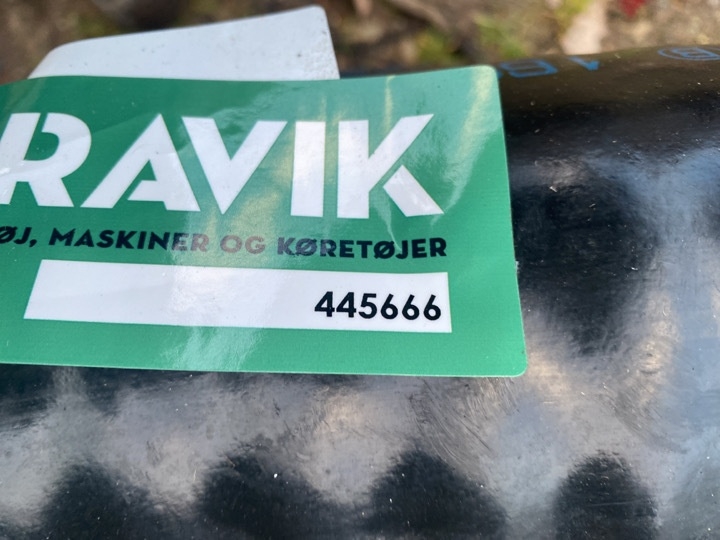 RAVIK
ØJ, MASKINER OG KØRETØJER
445666